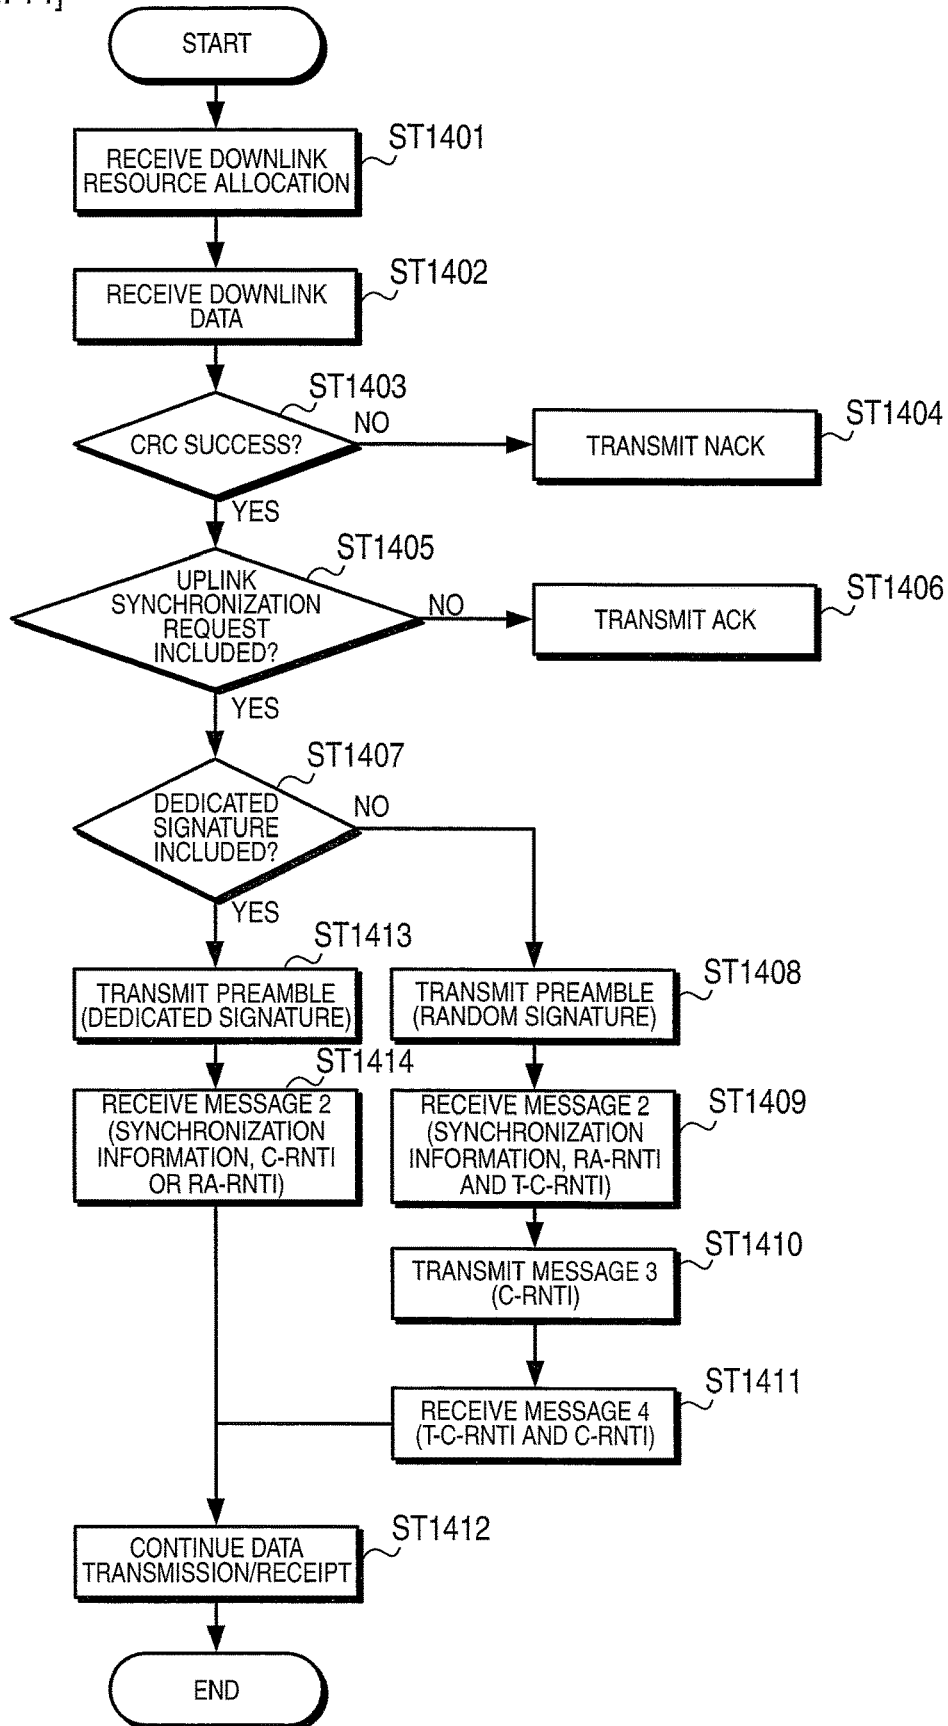 START
ST1401
RECEIVE DOWNLINK
RESOURCE ALLOCATION
ST1402
RECEIVE DOWNLINK
DATA
ST1403
CRC SUCCESS?
NO
ST1404
TRANSMIT NACK
YES
ST1405
UPLINK
SYNCHRONIZATION
REQUEST
INCLUDED?
NO
ST1406
TRANSMIT ACK
YES
ST1407
DEDICATED
SIGNATURE
INCLUDED?
NO
YES
ST1413
TRANSMIT PREAMBLE
(DEDICATED SIGNATURE)
ST1408
TRANSMIT PREAMBLE
(RANDOM SIGNATURE)
ST1414
RECEIVE MESSAGE 2
(SYNCHRONIZATION
INFORMATION, C-RNTI
OR RA-RNTI)
ST1409
RECEIVE MESSAGE 2
(SYNCHRONIZATION
INFORMATION, RA-RNTI
AND T-C-RNTI)
ST1410
TRANSMIT MESSAGE 3
(C-RNTI)
ST1411
RECEIVE MESSAGE 4
(T-C-RNTI AND C-RNTI)
ST1412
CONTINUE DATA
TRANSMISSION/RECEIPT
END